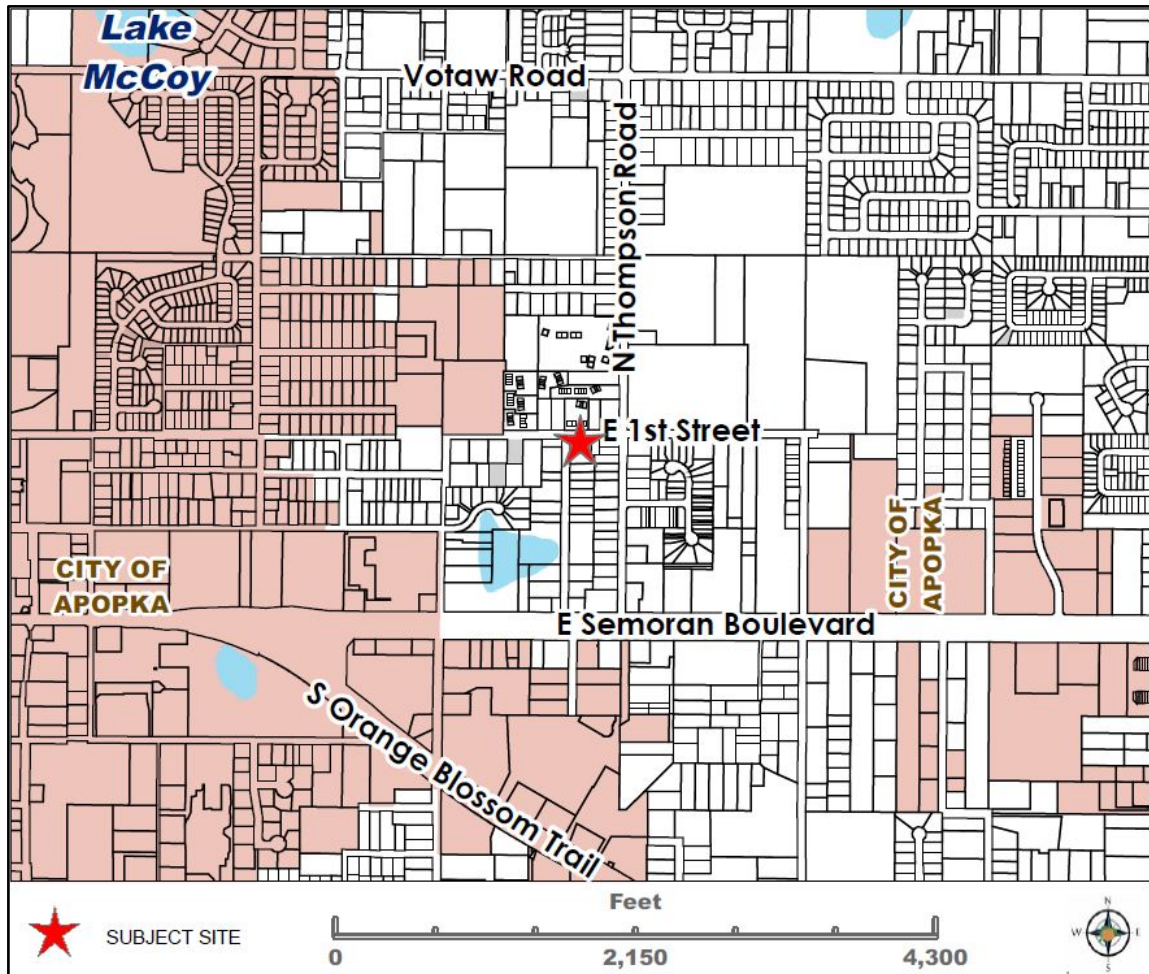 Lake
McCoy
Votaw Road
N Thompson Road
E 1st Street
CITY OF
APOPKA
CITY OF
APOPKA
E Semoran Boulevard
S Orange Blossom Trail
SUBJECT SITE
Feet
0
2,150
4,300
N
W
E
S